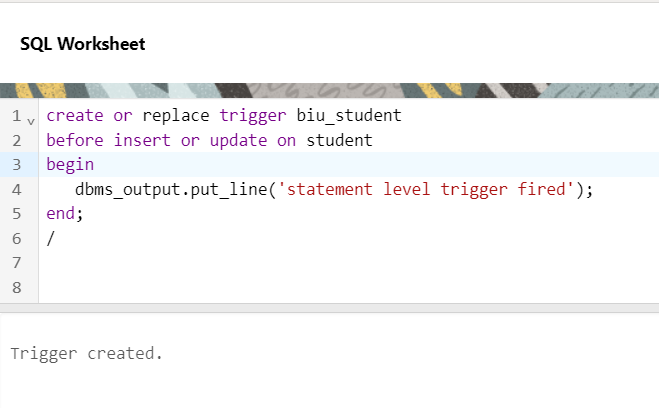 SQL Worksheet
1 create or replace trigger biu_student
2 before insert or update on student
3 begin
4 dbms_output.put_line('statement level trigger fired');
5 end;
6 /
7
8
Trigger created.